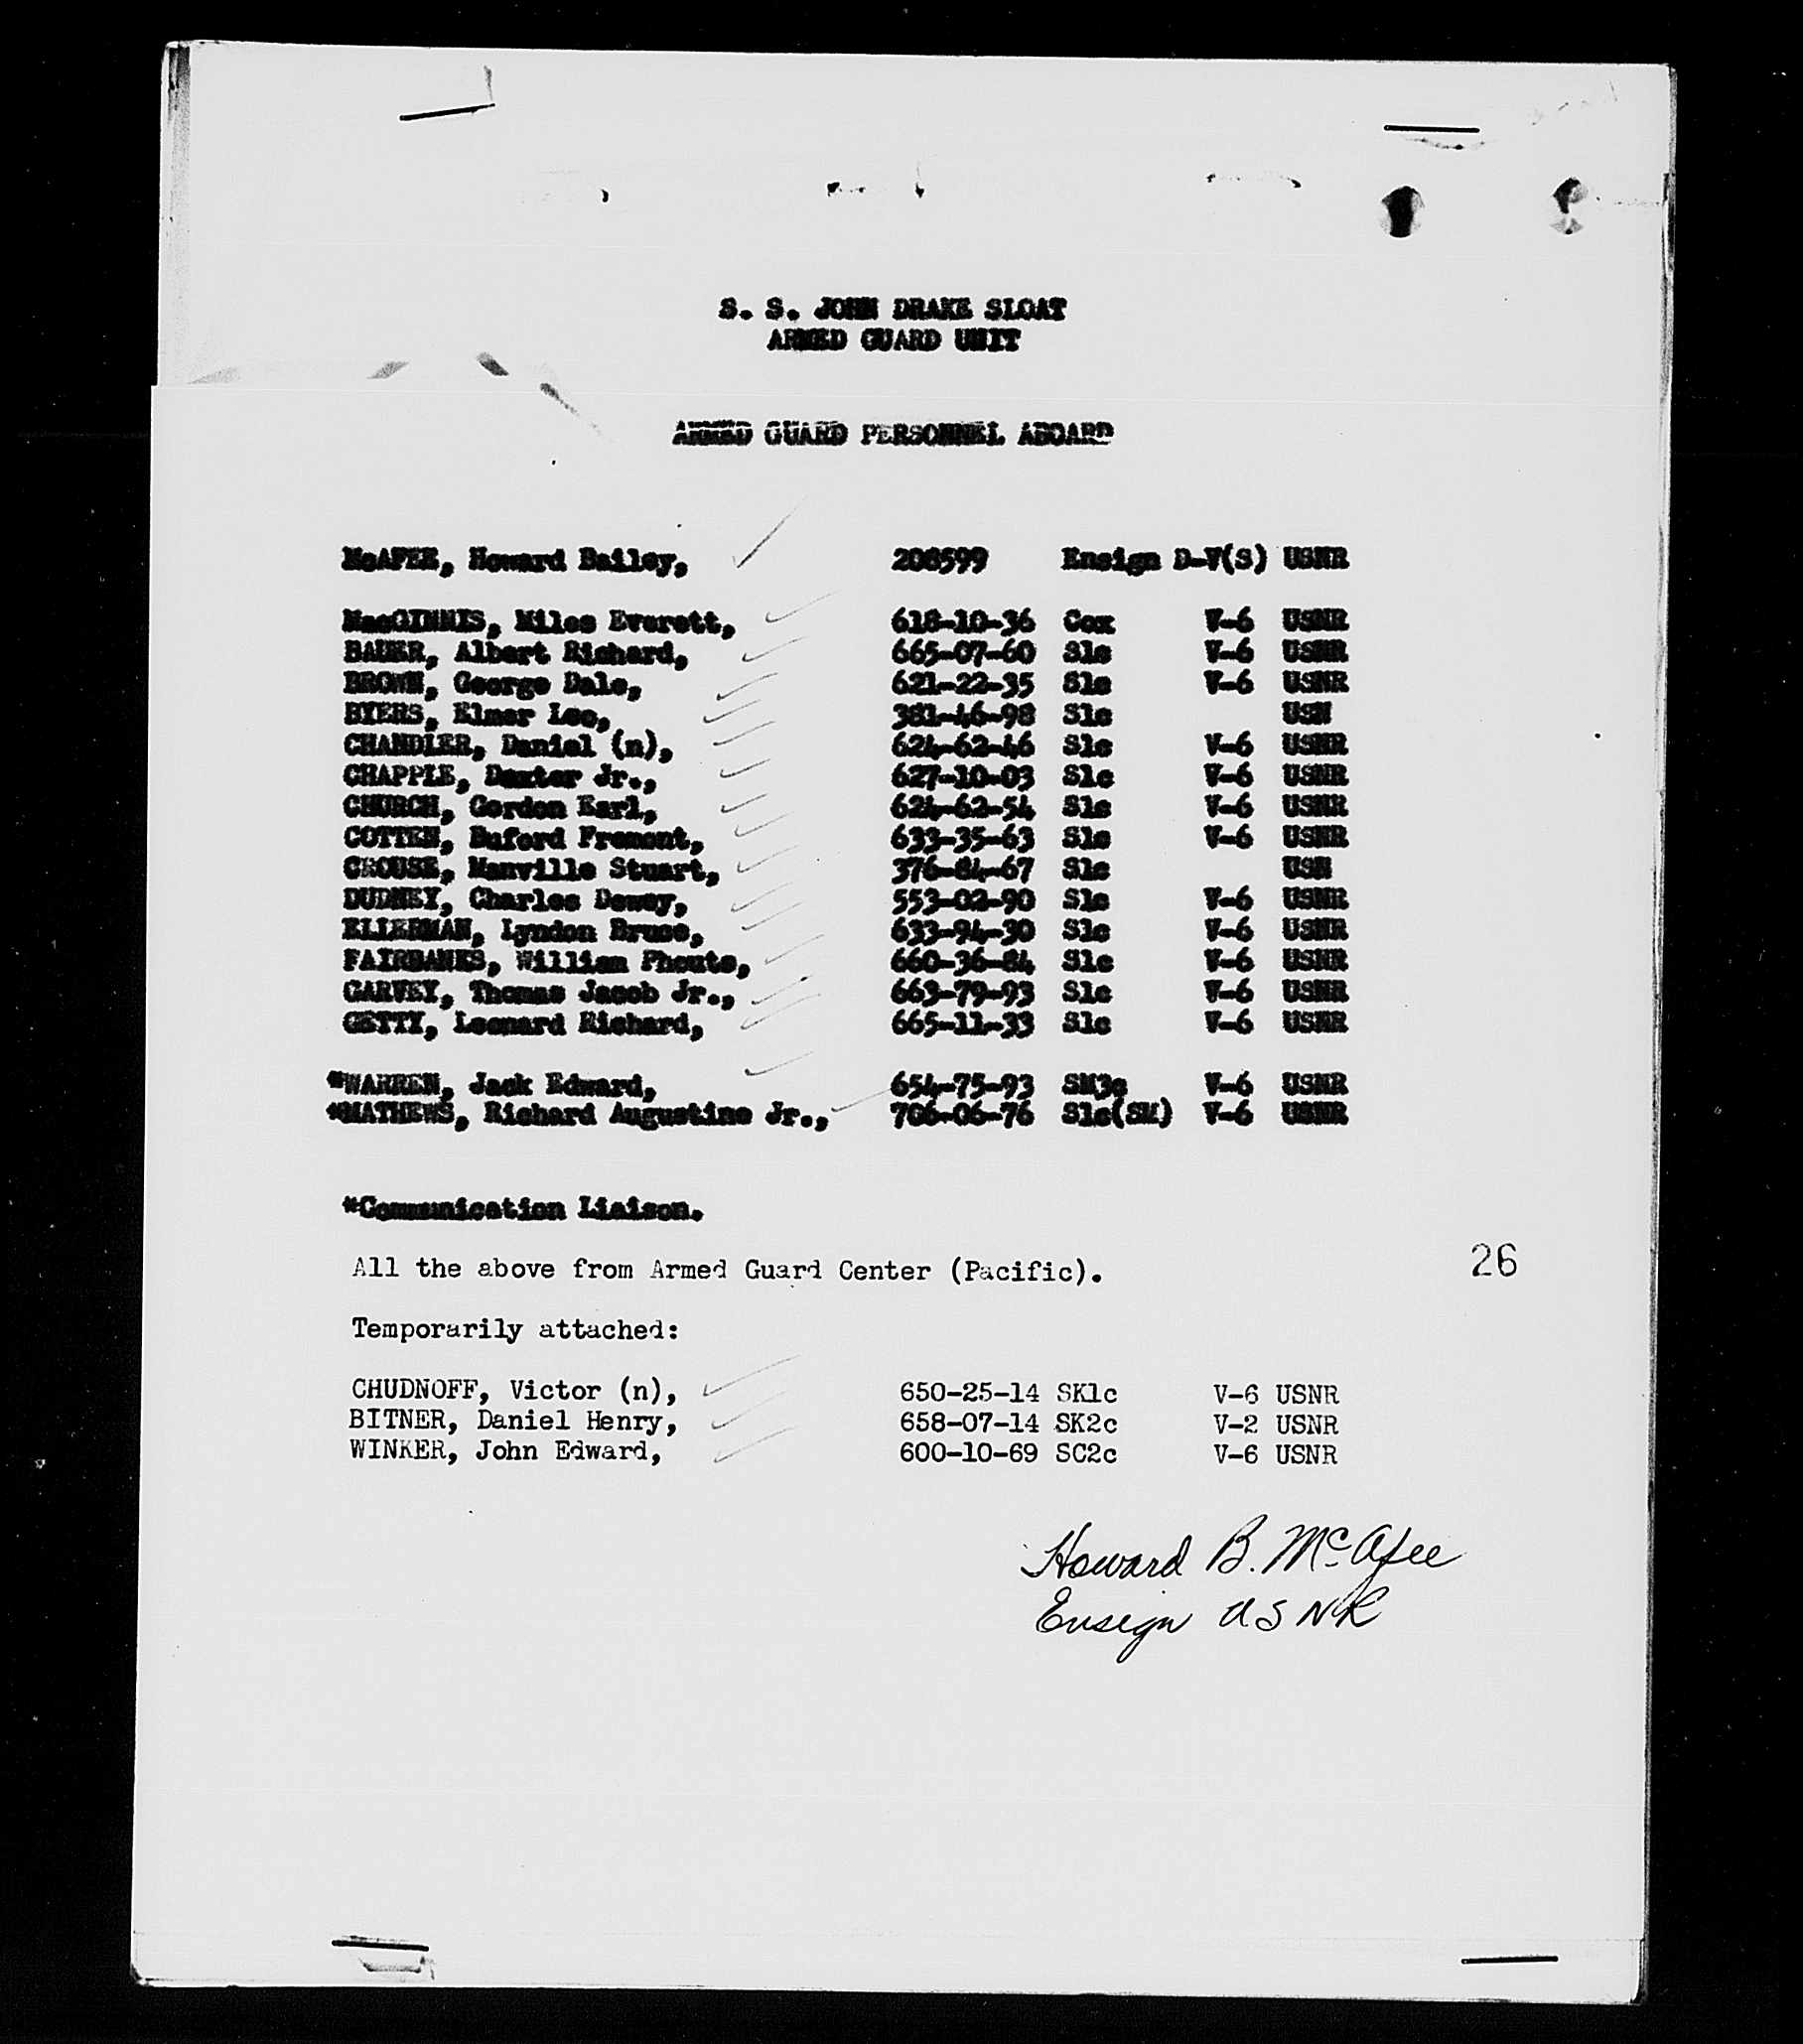 S. S. JOHN DRAKE SLOAT
ARMED GUARD UNIT
ARMED GUARD PERSONNEL ABOARD
McAFEE, Howard Bailey, 208599 Ensign D-V(S) USNR
MacGINNIS, Miles Everett, 618-10-36 Cox V-6 USNR
BAUER, Albert Richard, 665-07-60 S1c V-6 USNR
BROWN, George Dale, 621-22-35 S1c V-6 USNR
BYERS, Elmer Lee, 381-46-98 S1c USN
CHANDLER, Daniel (n), 624-62-46 S1c V-6 USNR
CHAPPLE, Dexter Jr., 627-10-03 S1c V-6 USNR
CHURCH, Gordon Earl, 624-62-54 S1c V-6 USNR
COTTEN, Buford Fremont, 633-35-63 S1c V-6 USNR
CROUSE, Manville Stuart, 376-84-67 S1c USN
DUDNEY, Charles Dewey, 553-02-90 S1c V-6 USNR
ELLERMAN, Lyndon Bruce, 633-94-30 S1c V-6 USNR
FAIRBANKS, William Phouts, 660-36-84 S1c V-6 USNR
GARVEY, Thomas Jacob Jr., 663-79-93 S1c V-6 USNR
GETTY, Leonard Richard, 665-11-33 S1c V-6 USNR
*WARREN, Jack Edward, 654-75-93 SM3c V-6 USNR
*MATHEWS, Richard Augustine Jr., 706-06-76 S1c(SM) V-6 USNR
*Communication Liaison.
All the above from Armed Guard Center (Pacific).
26
Temporarily attached:
CHUDNOFF, Victor (n), 650-25-14 SK1c V-6 USNR
BITNER, Daniel Henry, 658-07-14 SK2c V-2 USNR
WINKER, John Edward, 600-10-69 SC2c V-6 USNR
Howard B. McAfee
Ensign USNR